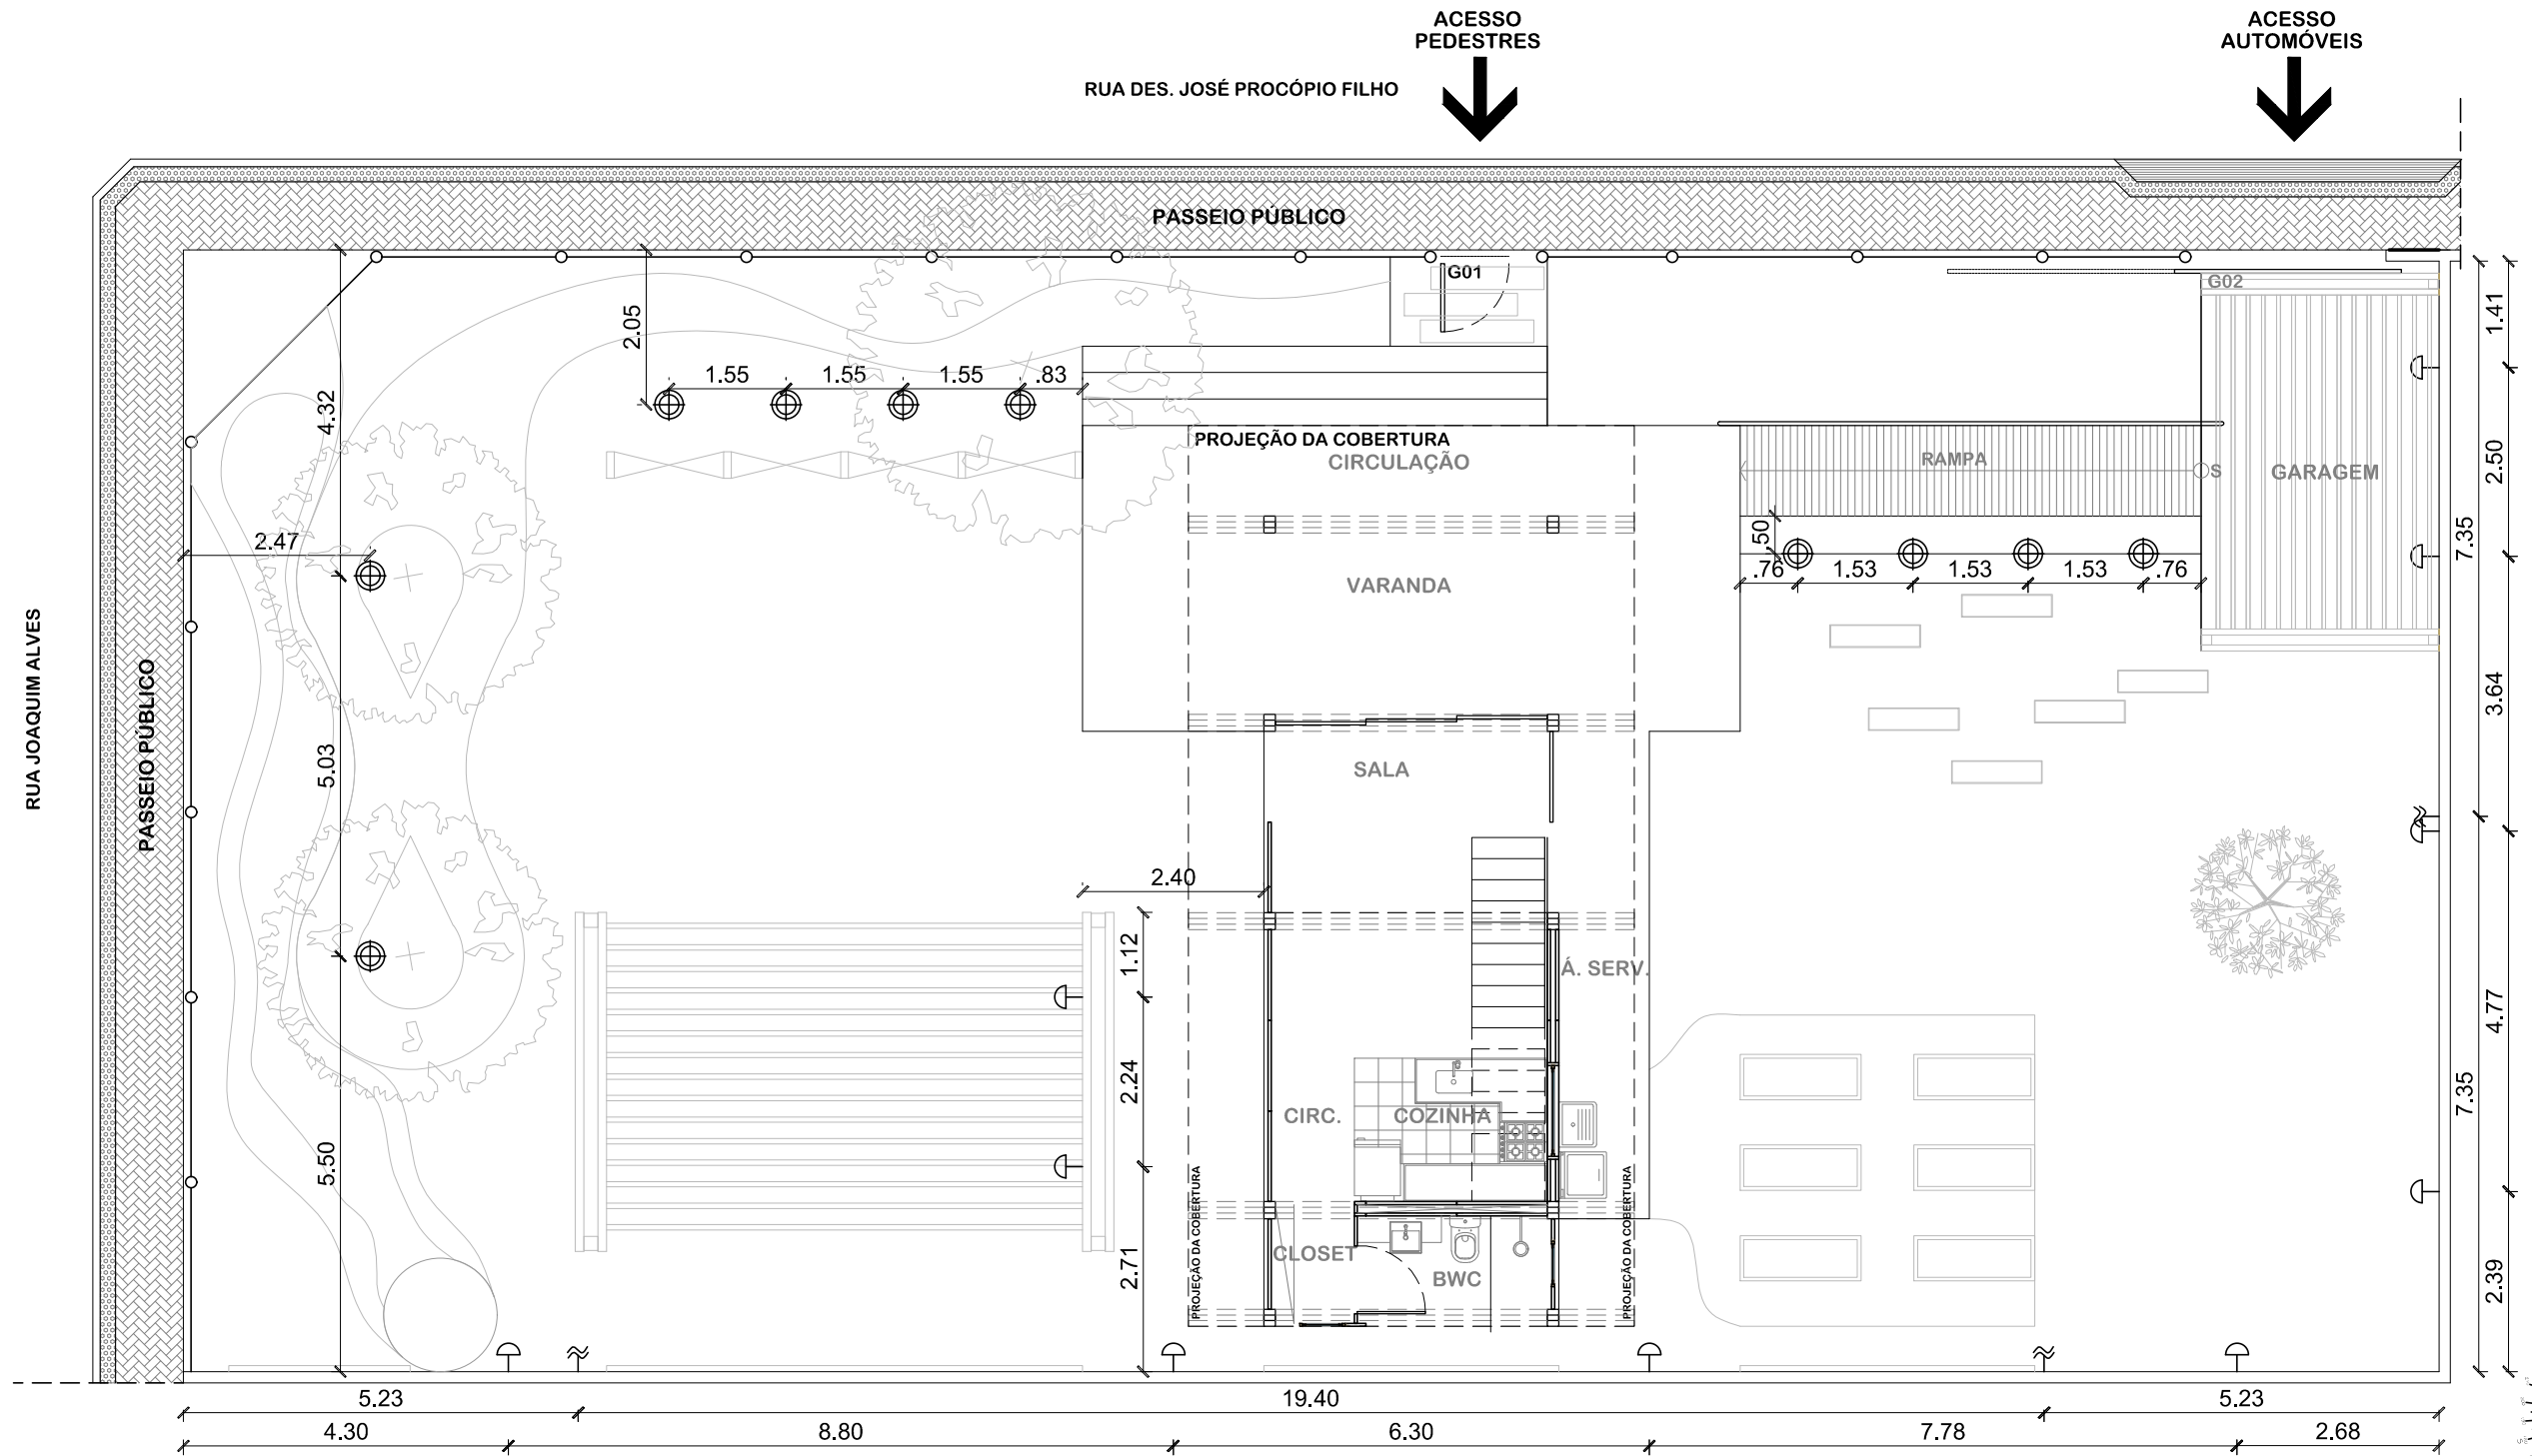 ACESSO
PEDESTRES
ACESSO
AUTOMÓVEIS
RUA DES. JOSÉ PROCÓPIO FILHO
PASSEIO PÚBLICO
G01
G02
1.41
2.05
1.55
1.55
1.55
.83
4.32
PROJEÇÃO DA COBERTURA
CIRCULAÇÃO
RAMPA
S
GARAGEM
2.50
7.35
2.47
.50
.76
1.53
1.53
1.53
.76
VARANDA
RUA JOAQUIM ALVES
PASSEIO PÚBLICO
3.64
5.03
SALA
2.40
1.12
Á. SERV.
4.77
2.24
7.35
CIRC.
COZINHA
5.50
PROJEÇÃO DA COBERTURA
PROJEÇÃO DA COBERTURA
CLOSET
BWC
2.71
2.39
5.23
19.40
5.23
4.30
8.80
6.30
7.78
2.68